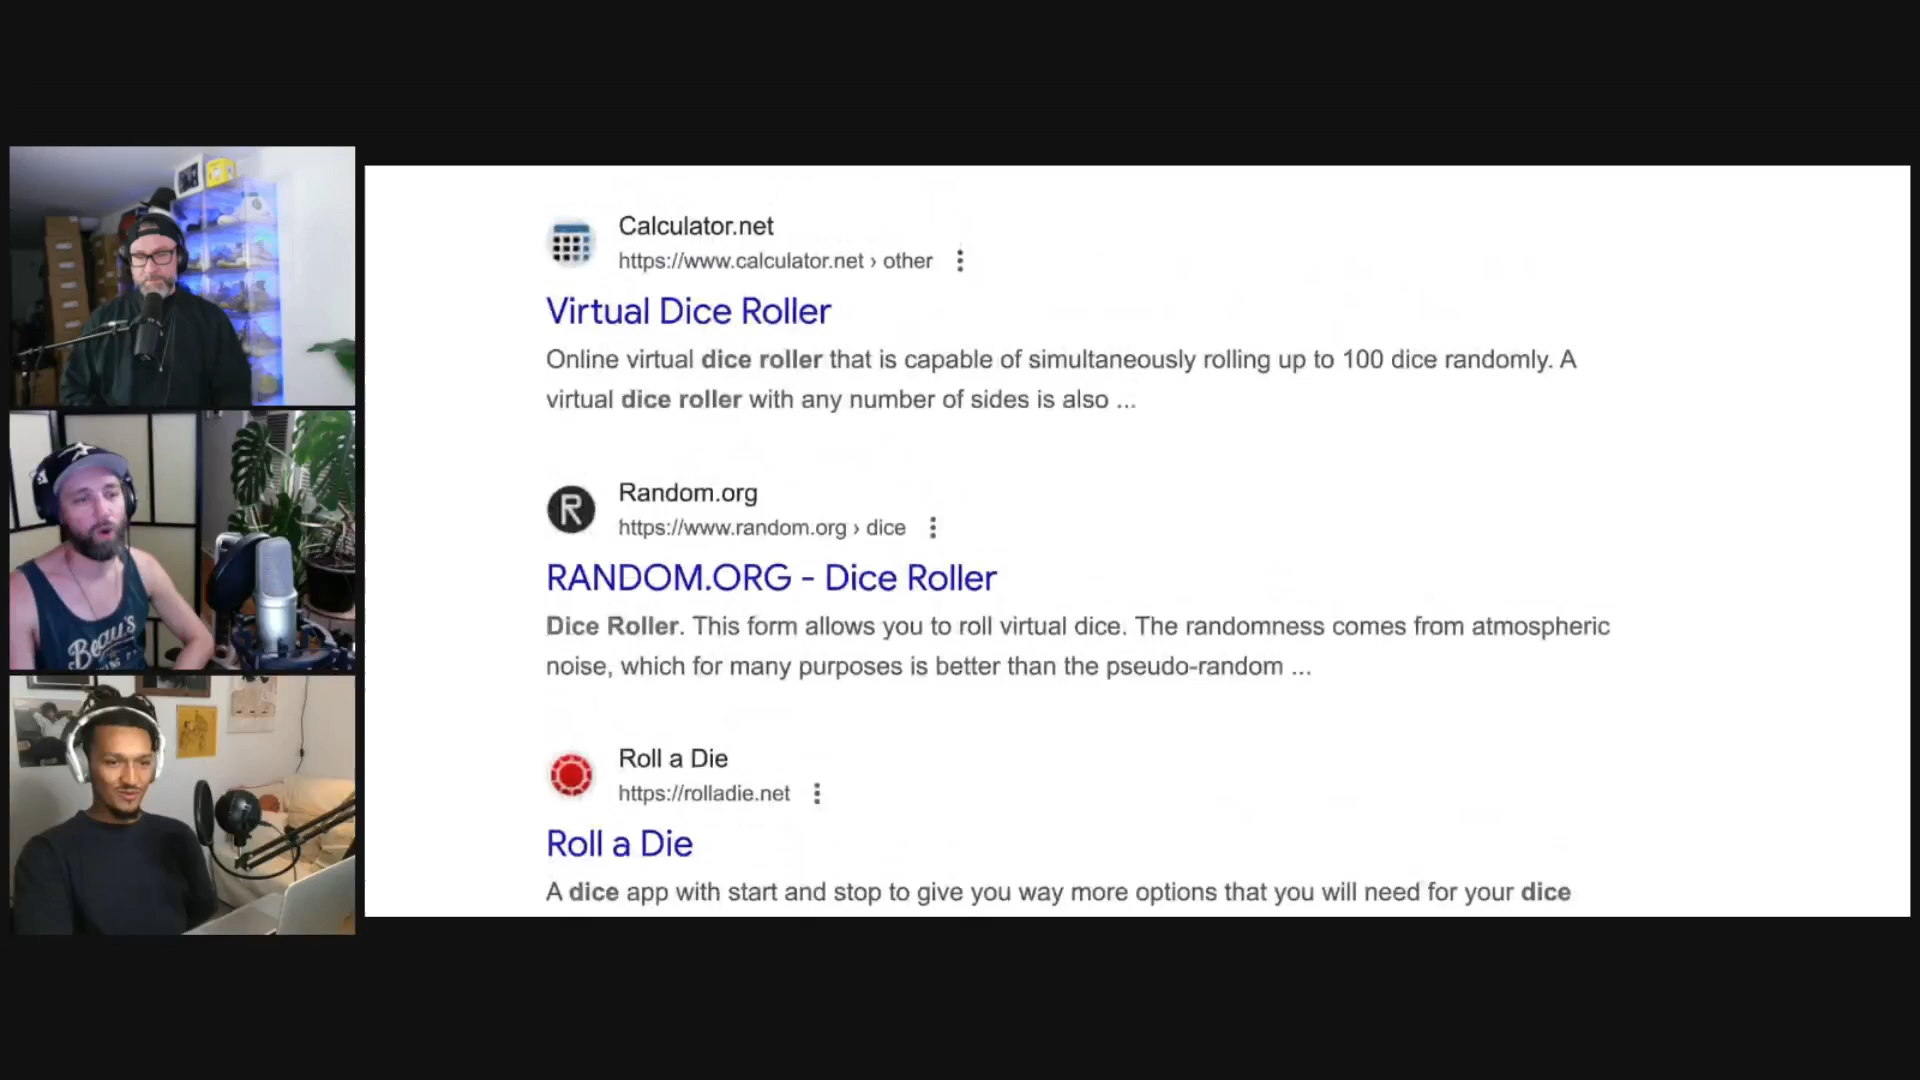 Calculator.net
https://www.calculator.net › other
Virtual Dice Roller
Online virtual dice roller that is capable of simultaneously rolling up to 100 dice randomly. A
virtual dice roller with any number of sides is also ...
R
Random.org
https://www.random.org › dice
RANDOM.ORG - Dice Roller
Dice Roller. This form allows you to roll virtual dice. The randomness comes from atmospheric
noise, which for many purposes is better than the pseudo-random ...
Roll a Die
https://rolladie.net
Roll a Die
A dice app with start and stop to give you way more options that you will need for your dice
Beau's